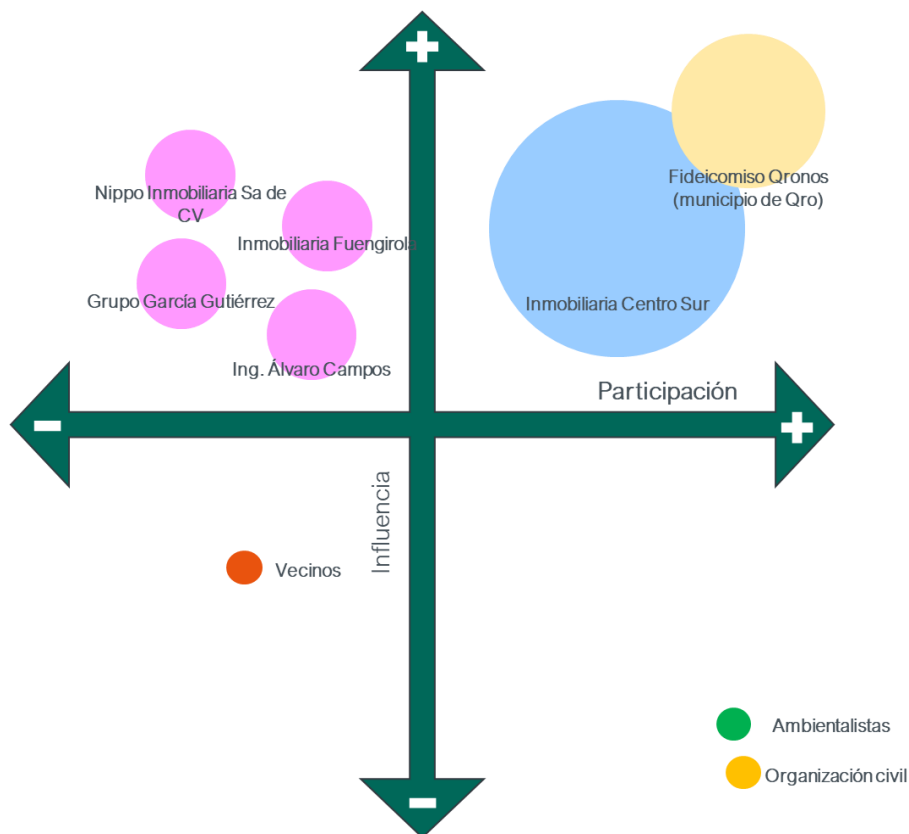 +
Nippo Inmobiliaria Sa de
CV
Inmobiliaria Fuengirola
Grupo García Gutiérrez
Ing. Álvaro Campos
Fideicomiso Qronos
(municipio de Qro)
Inmobiliaria Centro Sur
Participación
-
+
Influencia
Vecinos
Ambientalistas
Organización civil
-